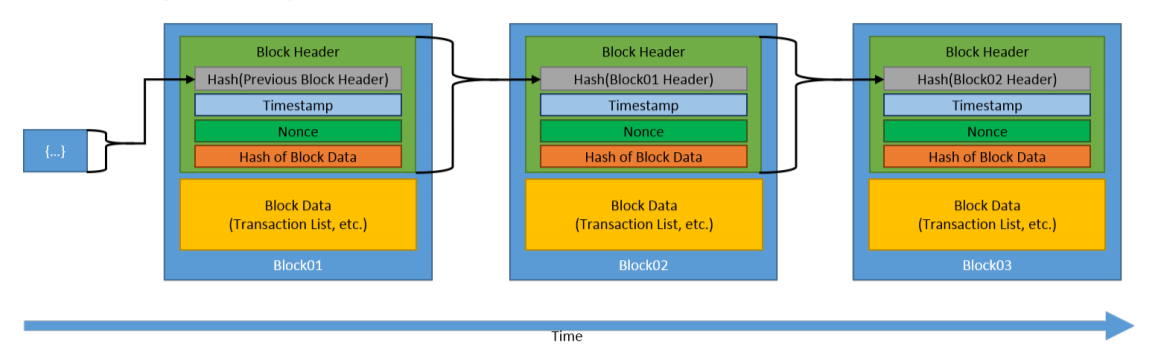 {...}
Block Header
Hash(Previous Block Header)
Timestamp
Nonce
Hash of Block Data
Block Data
(Transaction List, etc.)
Block01
Block Header
Hash(Block01 Header)
Timestamp
Nonce
Hash of Block Data
Block Data
(Transaction List, etc.)
Block02
Block Header
Hash(Block02 Header)
Timestamp
Nonce
Hash of Block Data
Block Data
(Transaction List, etc.)
Block03
Time